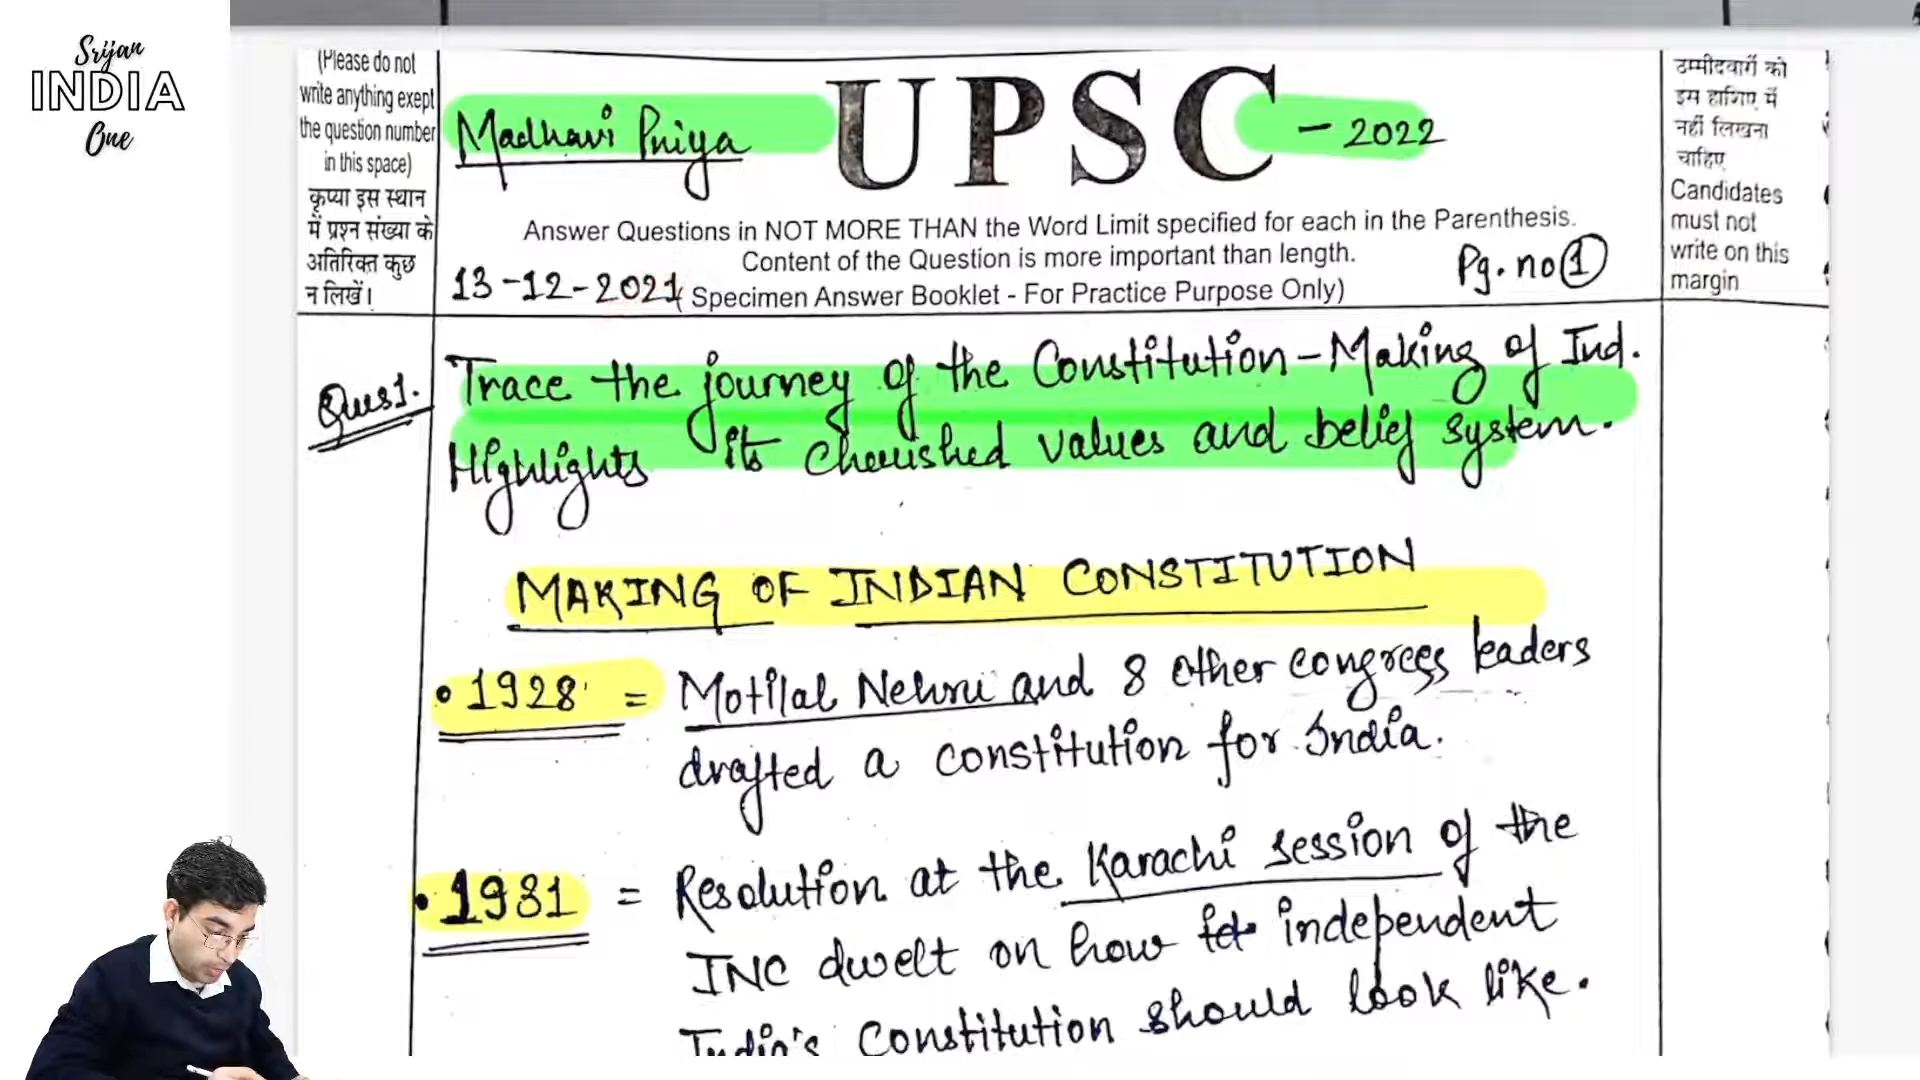 Srijan
INDIA
One
(Please do not
write anything exept
the question number
in this space)
कृप्या इस स्थान
में प्रश्न संख्या के
अतिरिक्त कुछ
न लिखें।
Madhavi Priya
UPSC
- 2022
Answer Questions in NOT MORE THAN the Word Limit specified for each in the Parenthesis.
Content of the Question is more important than length.
Pg. no 1
13-12-2021
( Specimen Answer Booklet - For Practice Purpose Only)
उम्मीदवारों को
इस हाशिए में
नहीं लिखना
चाहिए
Candidates
must not
write on this
margin
Ques1.
Trace the journey of the Constitution-Making of Ind.
Highlights its cherished values and belief system.
MAKING OF INDIAN CONSTITUTION
• 1928 = Motilal Nehru and 8 other congress leaders
drafted a constitution for India.
• 1931 = Resolution at the Karachi session of the
INC dwelt on how independent
India's Constitution should look like.